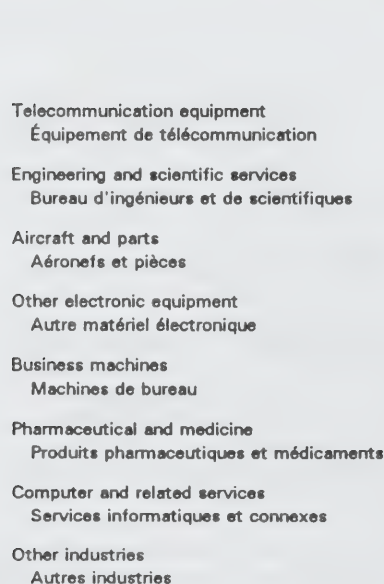 Telecommunication equipment
Équipement de télécommunication
Engineering and scientific services
Bureau d'ingénieurs et de scientifiques
Aircraft and parts
Aéronefs et pièces
Other electronic equipment
Autre matériel électronique
Business machines
Machines de bureau
Pharmaceutical and medicine
Produits pharmaceutiques et médicaments
Computer and related services
Services informatiques et connexes
Other industries
Autres industries